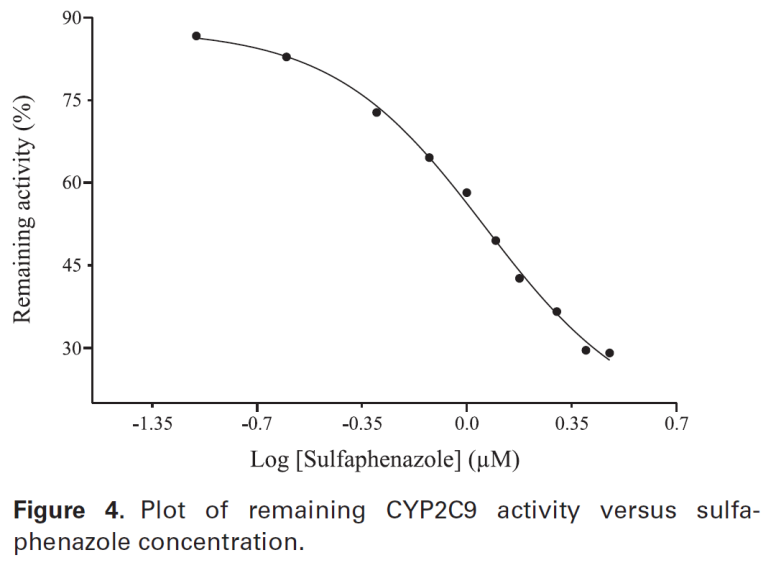 90
75
60
45
30
Remaining activity (%)
-1.35 -0.7 -0.35 0.0 0.35 0.7
Log [Sulfaphenazole] (µM)
Figure 4. Plot of remaining CYP2C9 activity versus sulfa-
phenazole concentration.